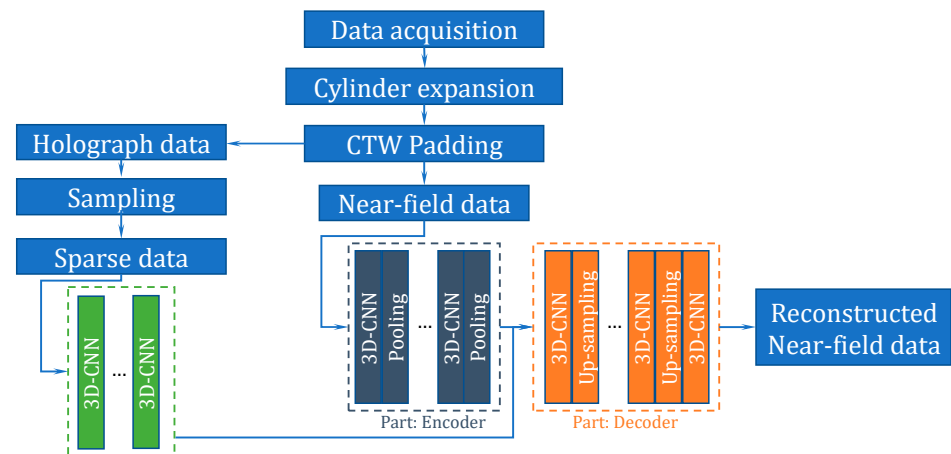 Data acquisition
Cylinder expansion
CTW Padding
Holograph data
Sampling
Sparse data
Near-field data
3D-CNN
...
3D-CNN
3D-CNN
Pooling
...
3D-CNN
Pooling
Part: Encoder
3D-CNN
Up-sampling
...
3D-CNN
Up-sampling
3D-CNN
Part: Decoder
Reconstructed
Near-field data